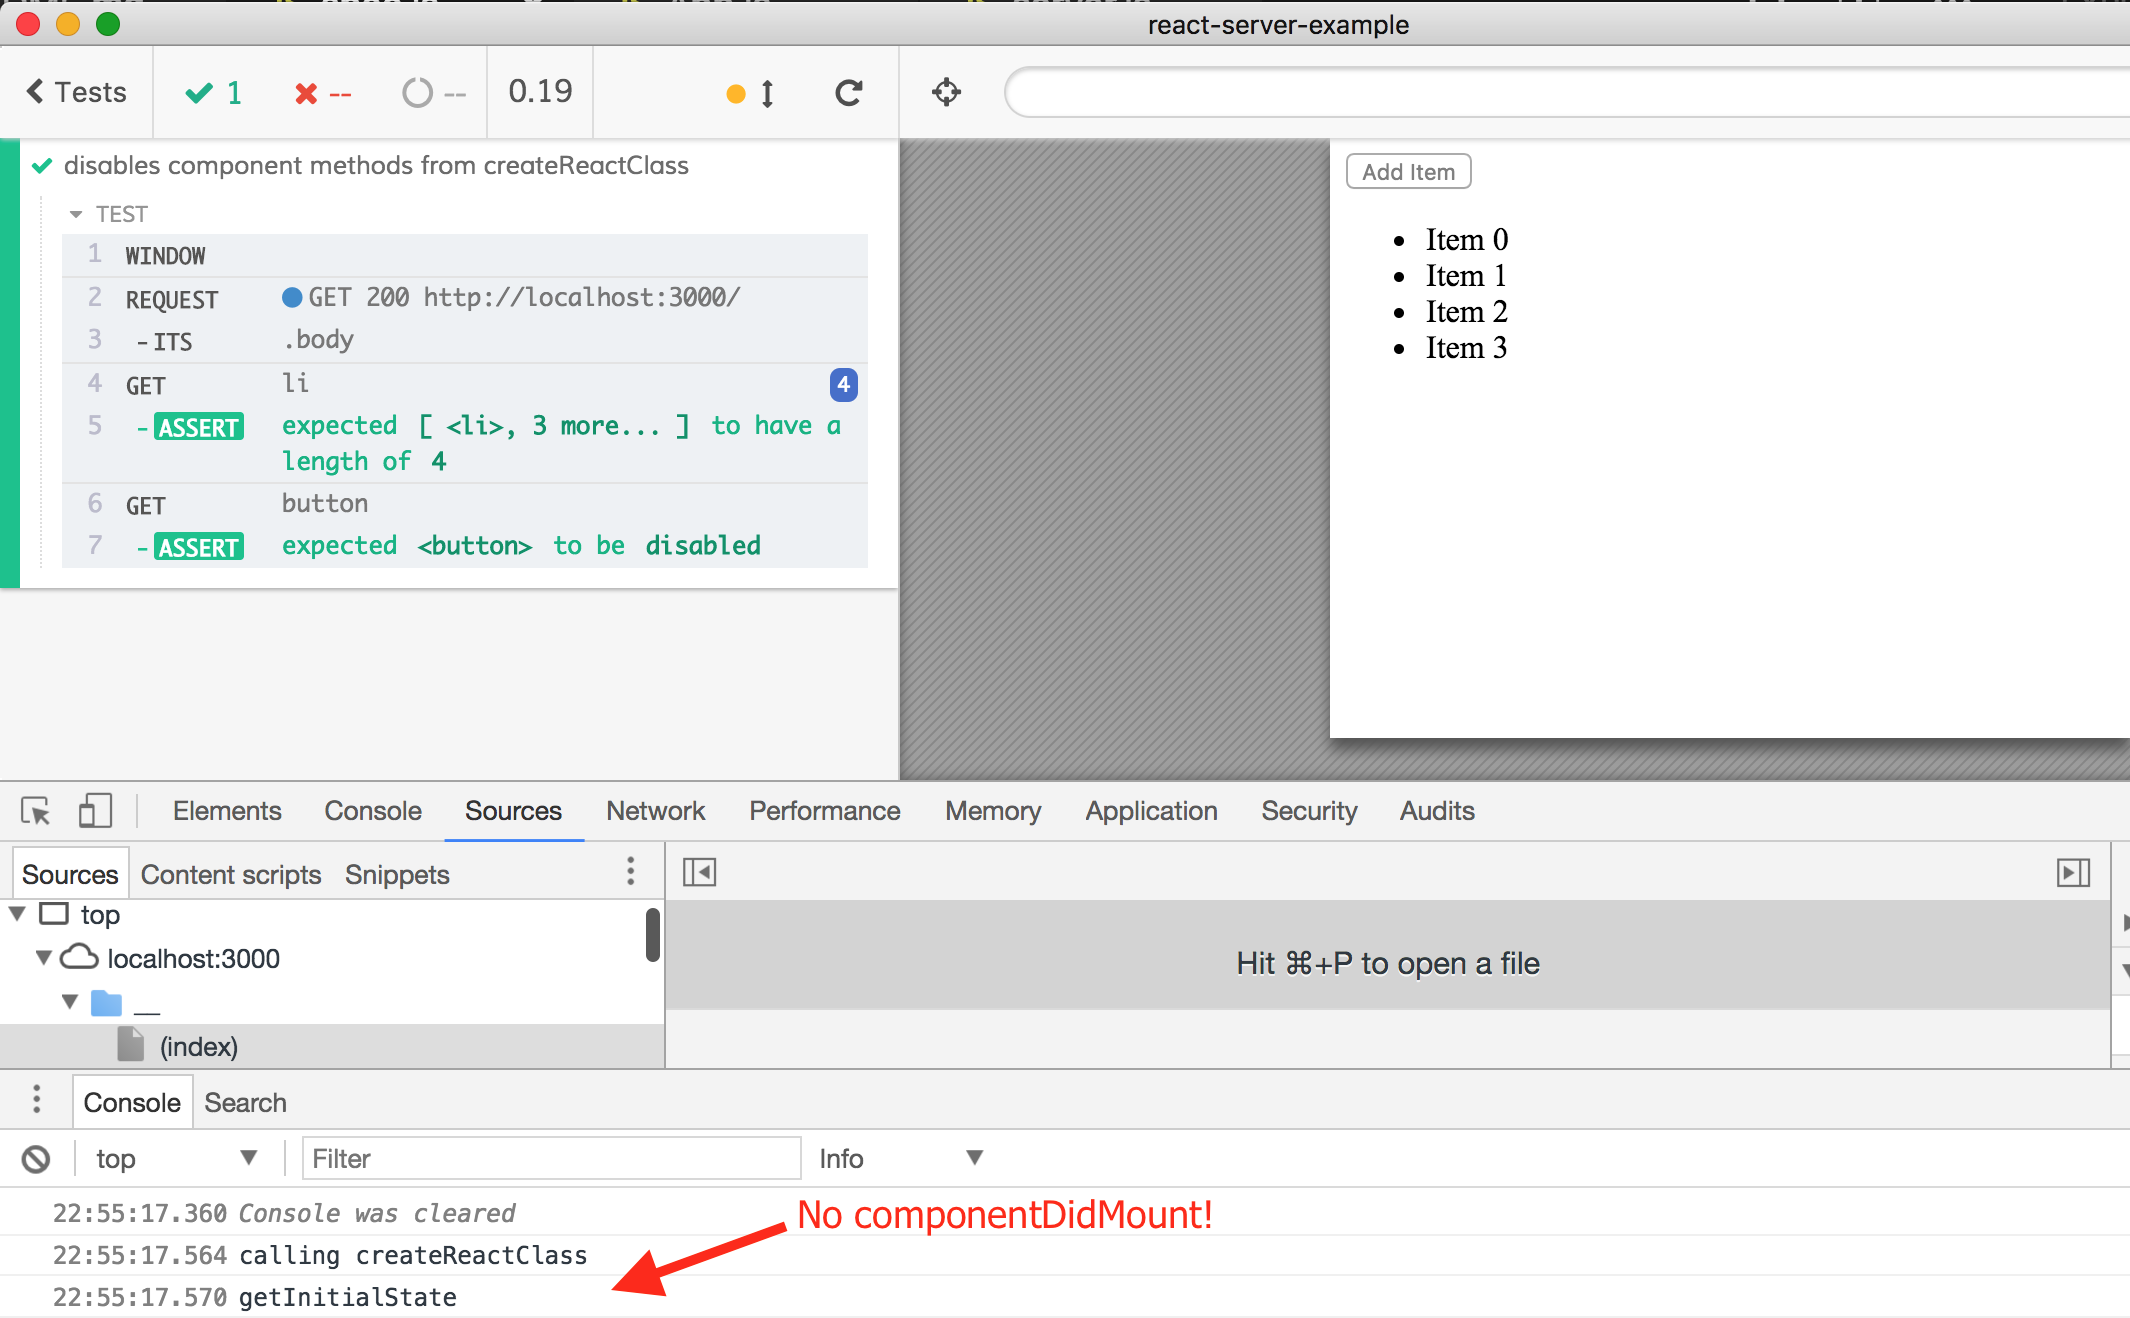 react-server-example
Tests
1
--
--
0.19
disables component methods from createReactClass
TEST
1 WINDOW
2 REQUEST GET 200 http://localhost:3000/
3 -ITS .body
4 GET li 4
5 -ASSERT expected [ <li>, 3 more... ] to have a
length of 4
6 GET button
7 -ASSERT expected <button> to be disabled
Add Item
• Item 0
• Item 1
• Item 2
• Item 3
Elements Console Sources Network Performance Memory Application Security Audits
Sources Content scripts Snippets
top
localhost:3000
__
(index)
Hit ⌘+P to open a file
Console Search
top Filter Info
22:55:17.360 Console was cleared
No componentDidMount!
22:55:17.564 calling createReactClass
22:55:17.570 getInitialState